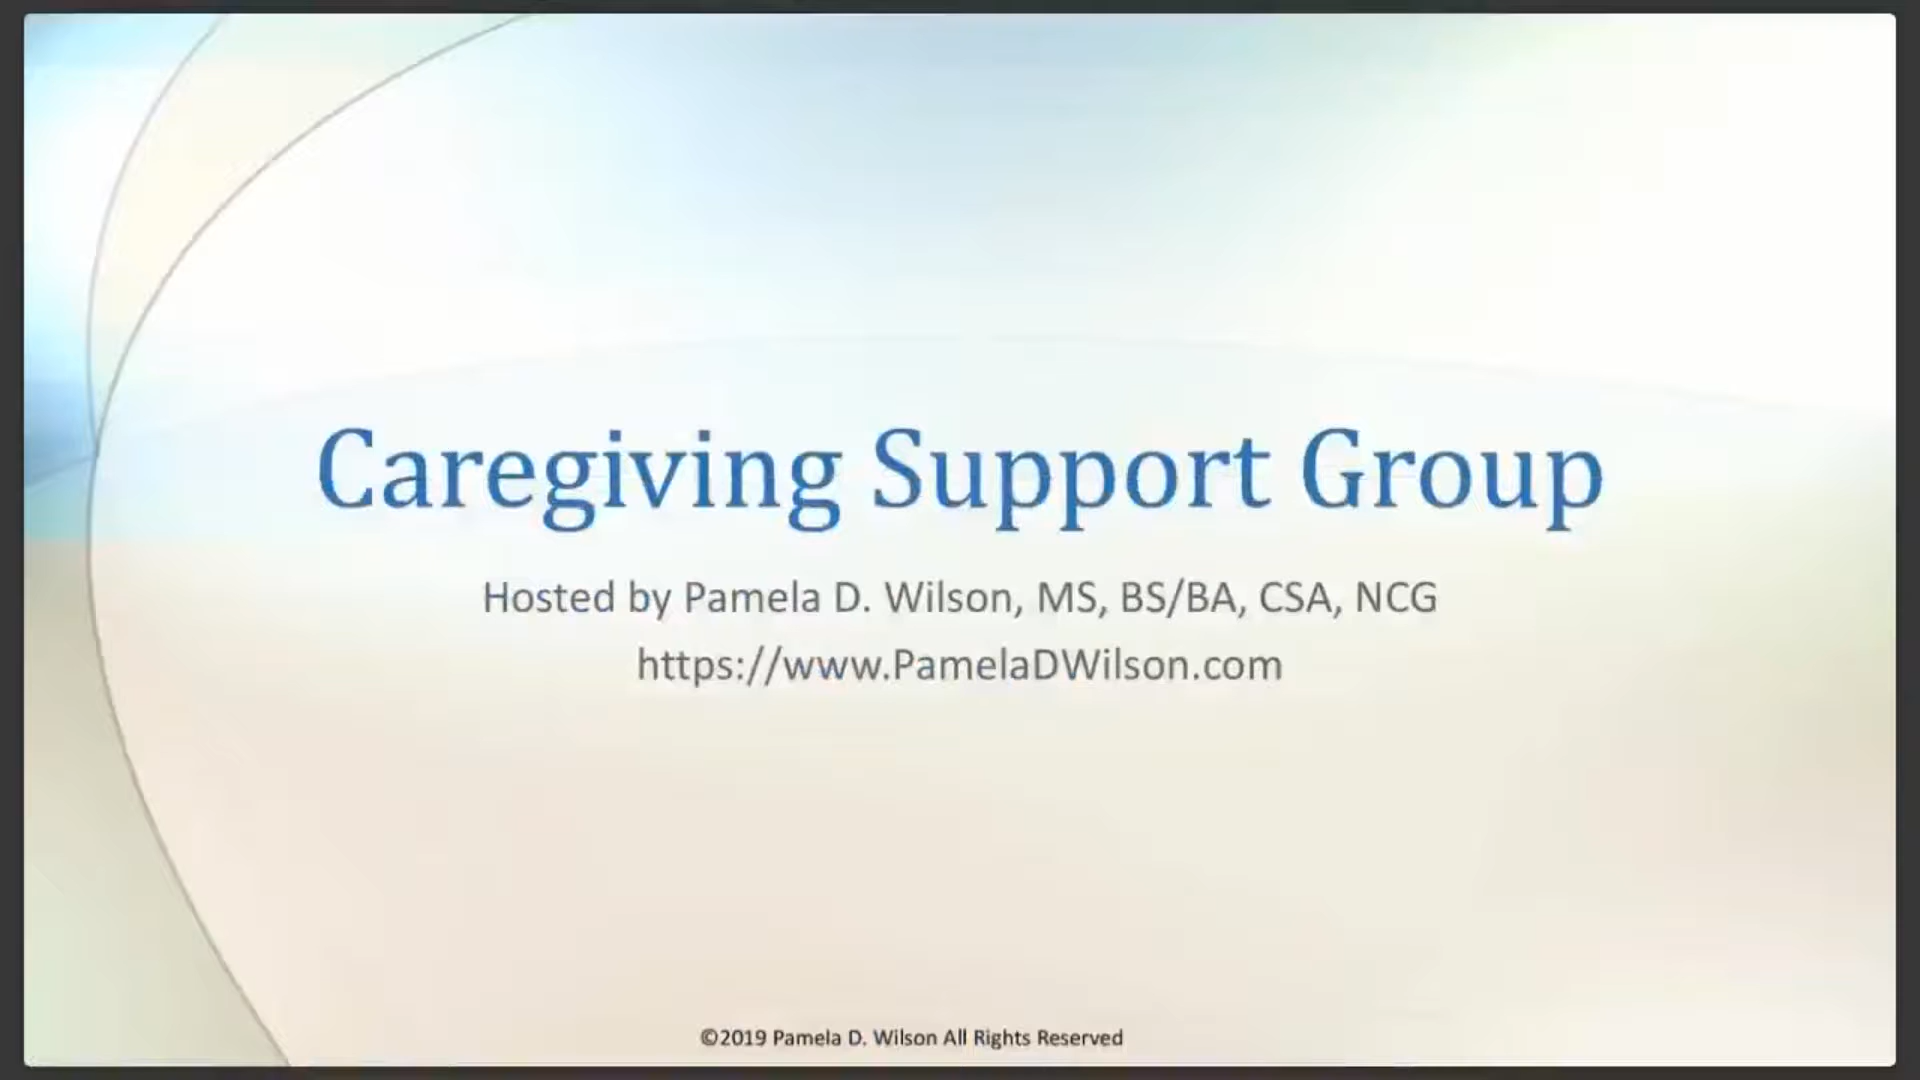 Caregiving Support Group
Hosted by Pamela D. Wilson, MS, BS/BA, CSA, NCG
https://www.PamelaDWilson.com
©2019 Pamela D. Wilson All Rights Reserved